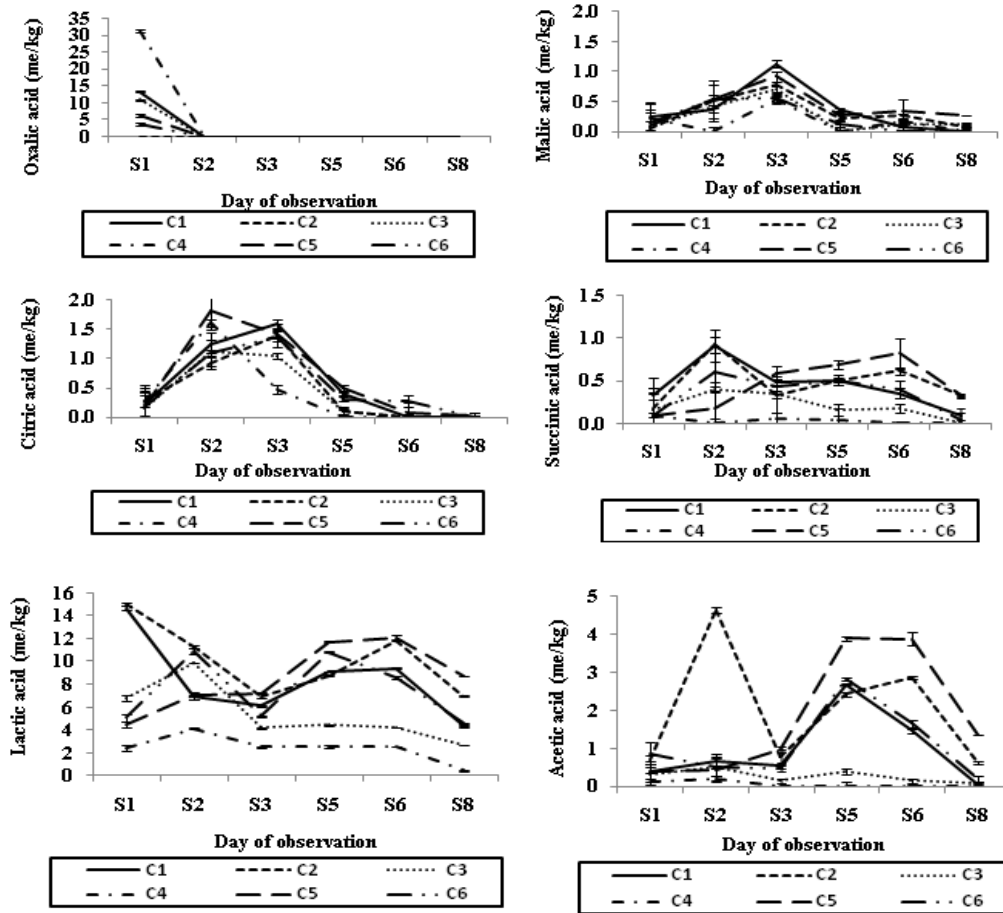 Oxalic acid (me/kg)
35
30
25
20
15
10
5
0
S1 S2 S3 S5 S6 S8
Day of observation
C1 C2 C3
C4 C5 C6
Malic acid (me/kg)
2.0
1.5
1.0
0.5
0.0
S1 S2 S3 S5 S6 S8
Day of observation
C1 C2 C3
C4 C5 C6
Citric acid (me/kg)
2.0
1.5
1.0
0.5
0.0
S1 S2 S3 S5 S6 S8
Day of observation
C1 C2 C3
C4 C5 C6
Succinic acid (me/kg)
1.5
1.0
0.5
0.0
S1 S2 S3 S5 S6 S8
Day of observation
C1 C2 C3
C4 C5 C6
Lactic acid (me/kg)
16
14
12
10
8
6
4
2
0
S1 S2 S3 S5 S6 S8
Day of observation
C1 C2 C3
C4 C5 C6
Acetic acid (me/kg)
5
4
3
2
1
0
S1 S2 S3 S5 S6 S8
Day of observation
C1 C2 C3
C4 C5 C6